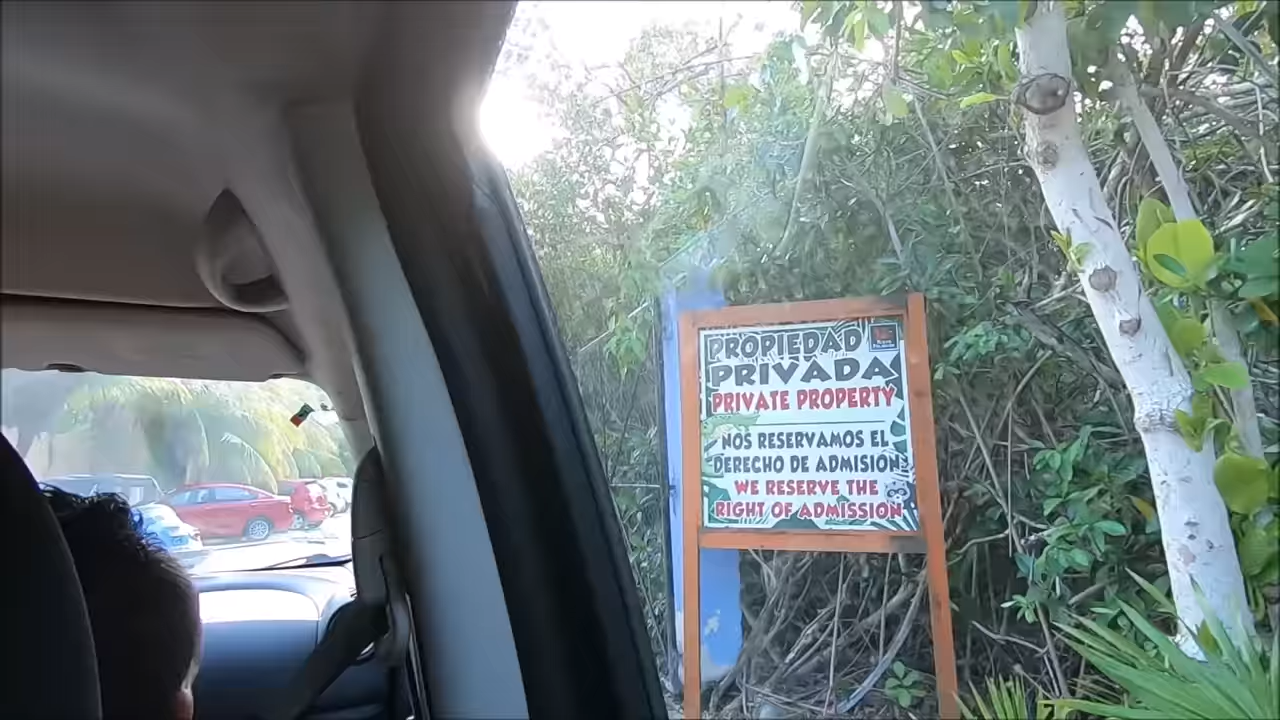 PROPIEDAD
PRIVADA
PRIVATE PROPERTY
NOS RESERVAMOS EL
DERECHO DE ADMISION
WE RESERVE THE
RIGHT OF ADMISSION